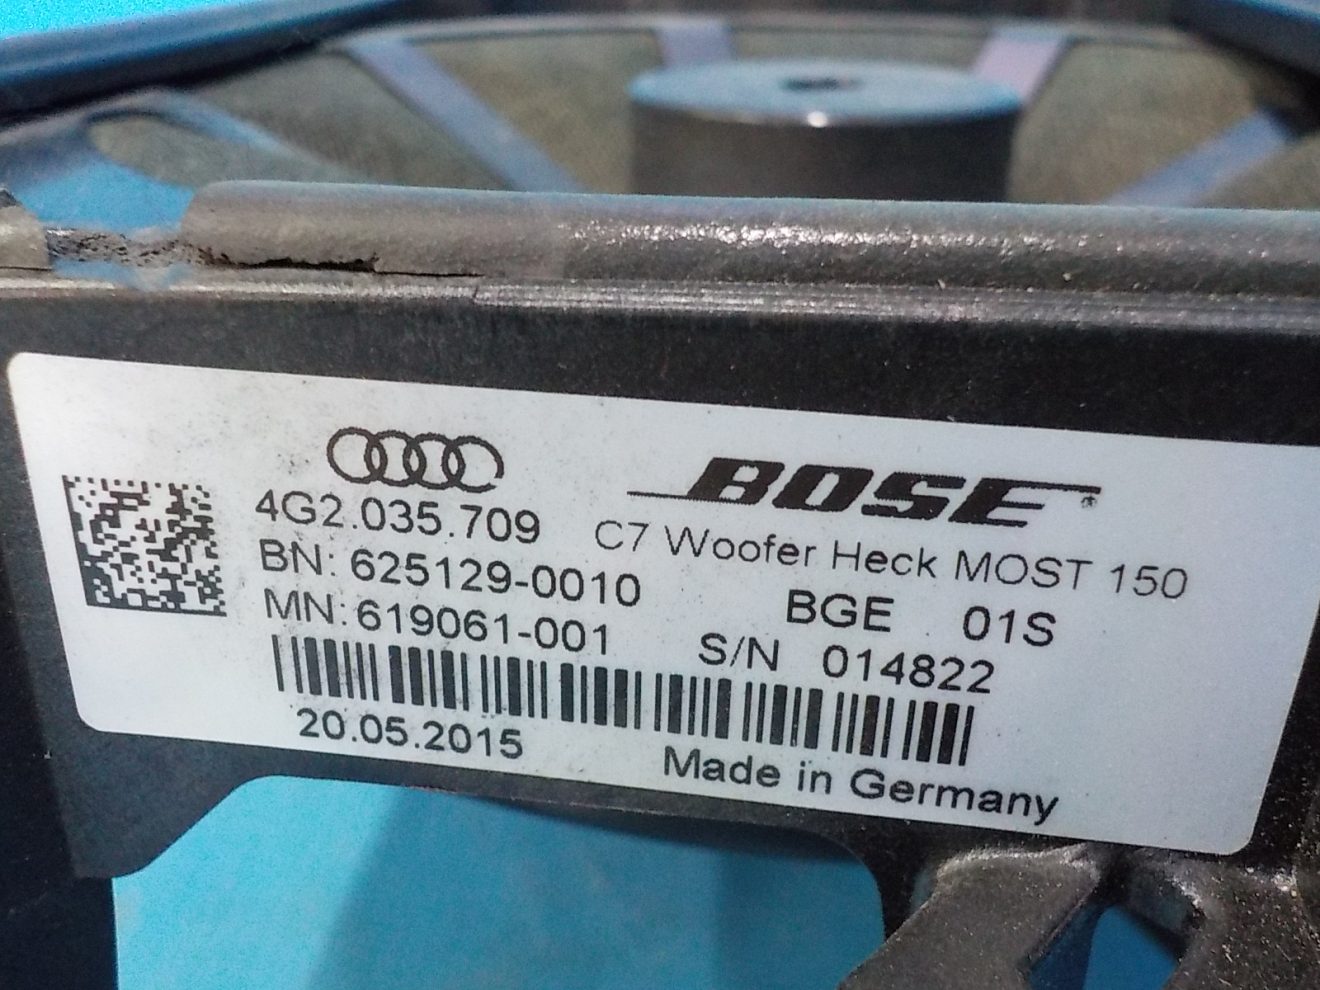 BOSE®
4G2.035.709
C7 Woofer Heck MOST 150
BN: 625129-0010
BGE 01S
MN: 619061-001
S/N 014822
20.05.2015
Made in Germany